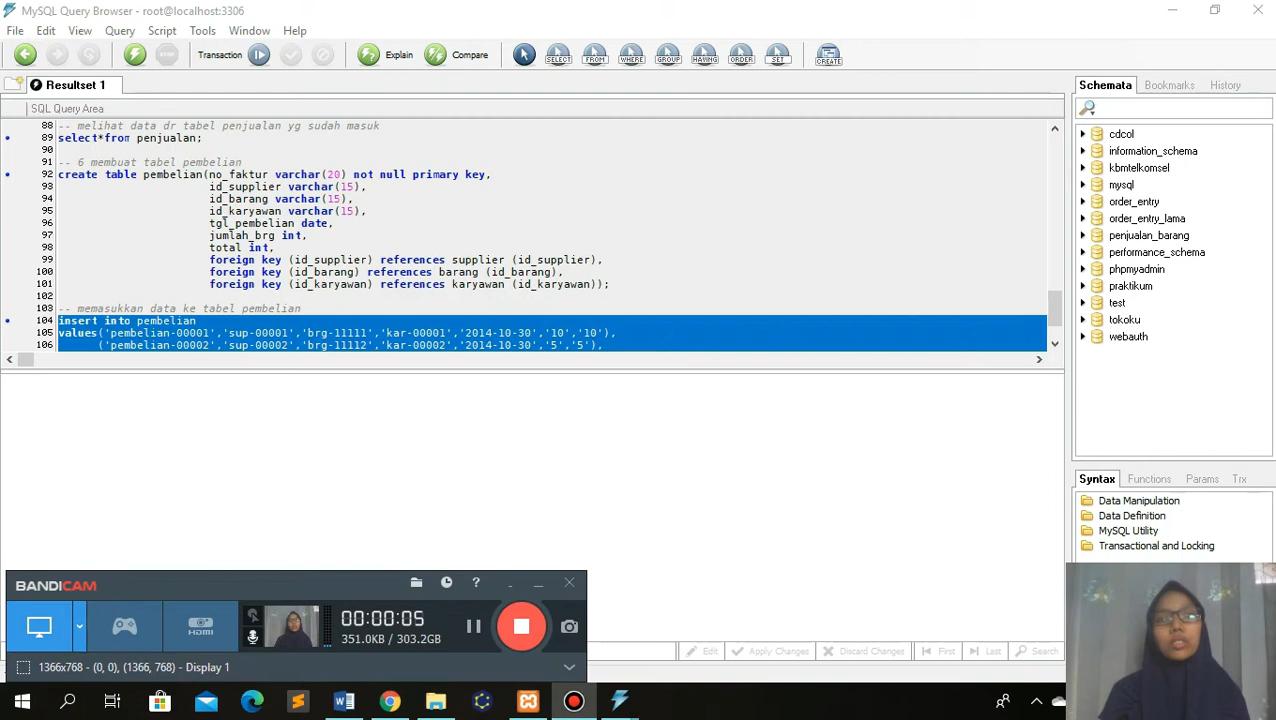 MySQL Query Browser - root@localhost:3306
File Edit View Query Script Tools Window Help
Transaction Explain Compare SELECT FROM WHERE GROUP HAVING ORDER SET CREATE
Resultset 1
SQL Query Area
88 -- melihat data dr tabel penjualan yg sudah masuk
89 select*from penjualan;
90
91 -- 6 membuat tabel pembelian
92 create table pembelian(no_faktur varchar(20) not null primary key,
93 id_supplier varchar(15),
94 id_barang varchar(15),
95 id_karyawan varchar(15),
96 tgl_pembelian date,
97 jumlah_brg int,
98 total int,
99 foreign key (id_supplier) references supplier (id_supplier),
100 foreign key (id_barang) references barang (id_barang),
101 foreign key (id_karyawan) references karyawan (id_karyawan));
102
103 -- memasukkan data ke tabel pembelian
104 insert into pembelian
105 values('pembelian-00001','sup-00001','brg-11111','kar-00001','2014-10-30','10','10'),
106 ('pembelian-00002','sup-00002','brg-11112','kar-00002','2014-10-30','5','5'),
Schemata Bookmarks History
cdcol
information_schema
kbmtelkomsel
mysql
order_entry
order_entry_lama
penjualan_barang
performance_schema
phpmyadmin
praktikum
test
tokoku
webauth
Syntax Functions Params Trx
Data Manipulation
Data Definition
MySQL Utility
Transactional and Locking
BANDICAM
HDMI
00:00:05
351.0KB / 303.2GB
1366x768 - (0, 0), (1366, 768) - Display 1
Edit Apply Changes Discard Changes First Last Search